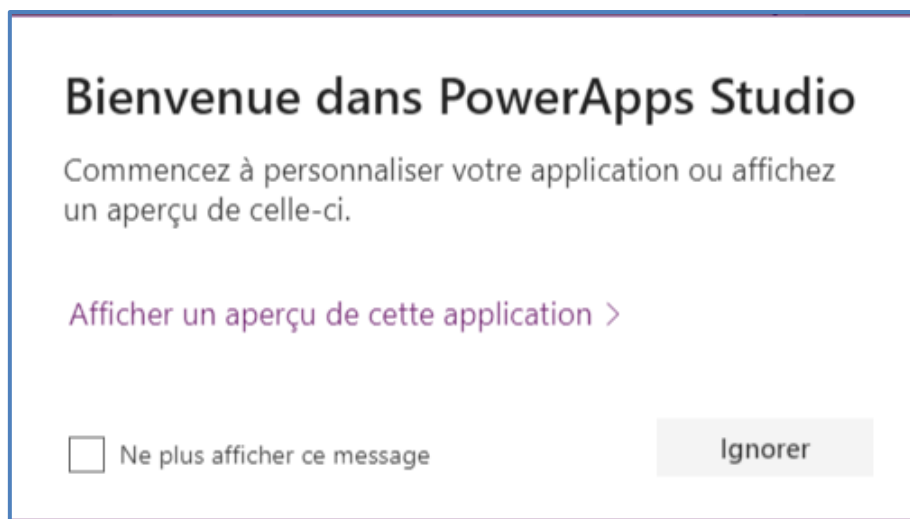 Bienvenue dans PowerApps Studio
Commencez à personnaliser votre application ou affichez
un aperçu de celle-ci.
Afficher un aperçu de cette application >
Ne plus afficher ce message
Ignorer